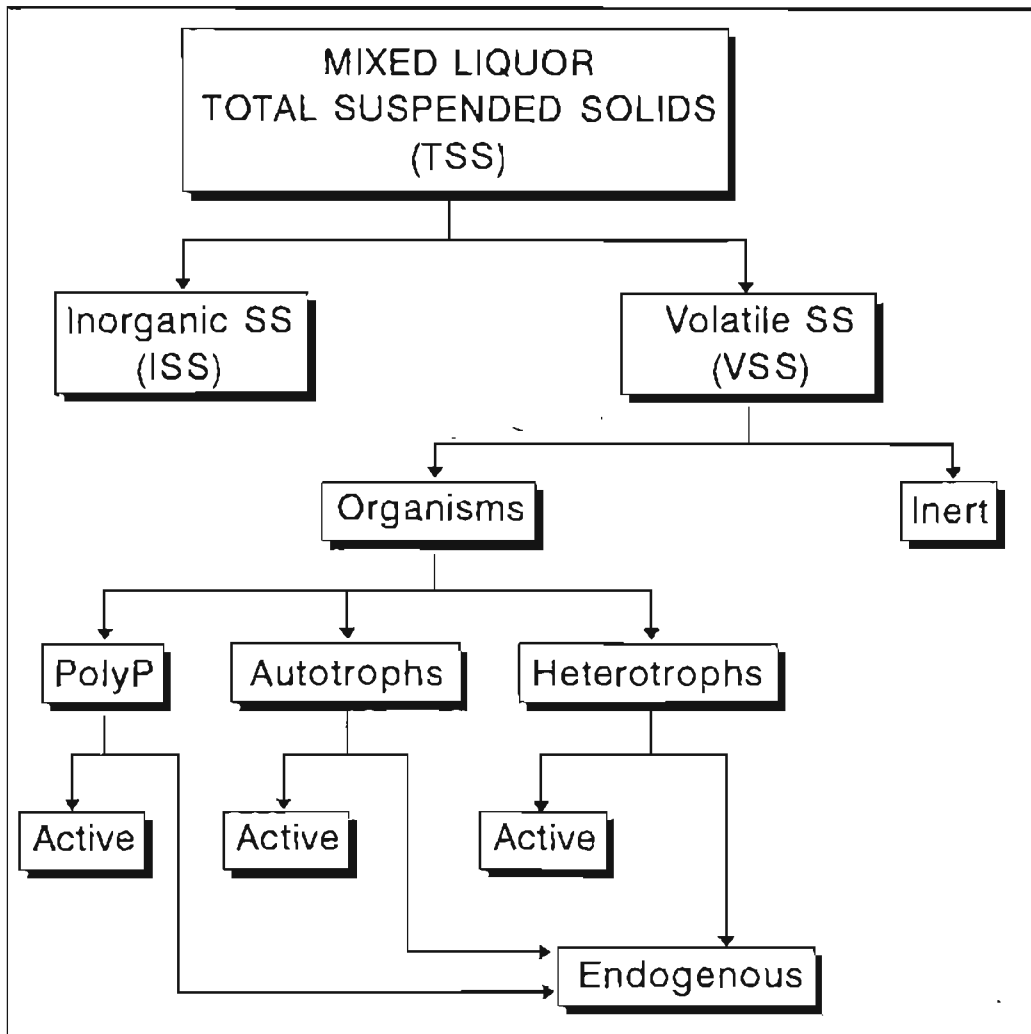 MIXED LIQUOR
TOTAL SUSPENDED SOLIDS
(TSS)
Inorganic SS
(ISS)
Volatile SS
(VSS)
Organisms
Inert
PolyP
Autotrophs
Heterotrophs
Active
Active
Active
Endogenous